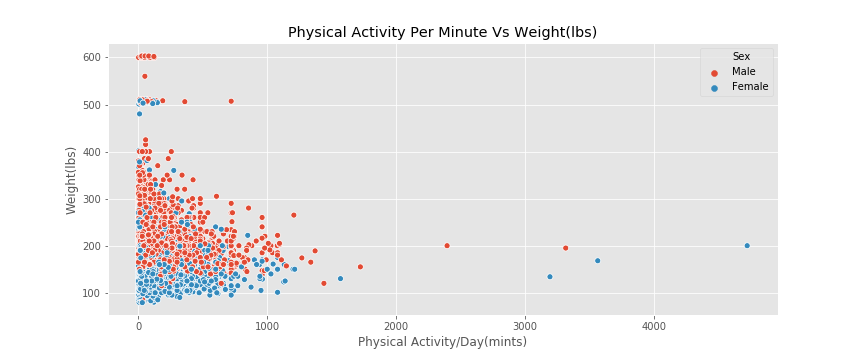 Physical Activity Per Minute Vs Weight(lbs)
Sex
Male
Female
600
500
400
300
200
100
Weight(lbs)
0 1000 2000 3000 4000
Physical Activity/Day(mints)